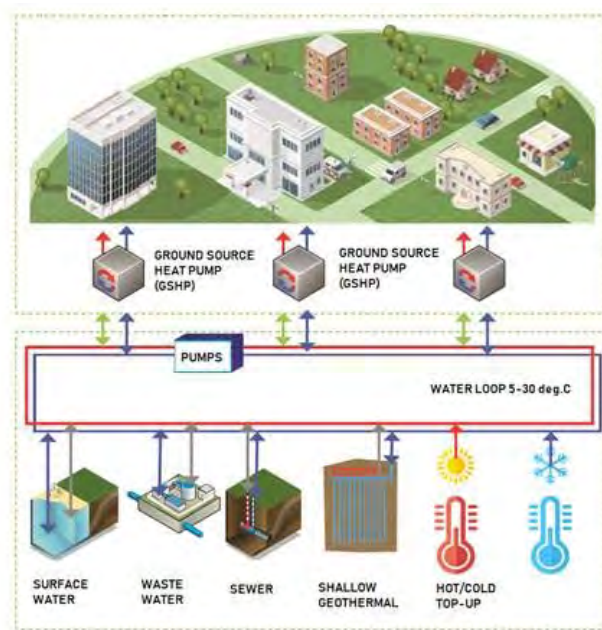 GROUND SOURCE
HEAT PUMP
(GSHP)
GROUND SOURCE
HEAT PUMP
(GSHP)
PUMPS
WATER LOOP 5-30 deg.C
SURFACE
WATER
WASTE
WATER
SEWER
SHALLOW
GEOTHERMAL
HOT/COLD
TOP-UP